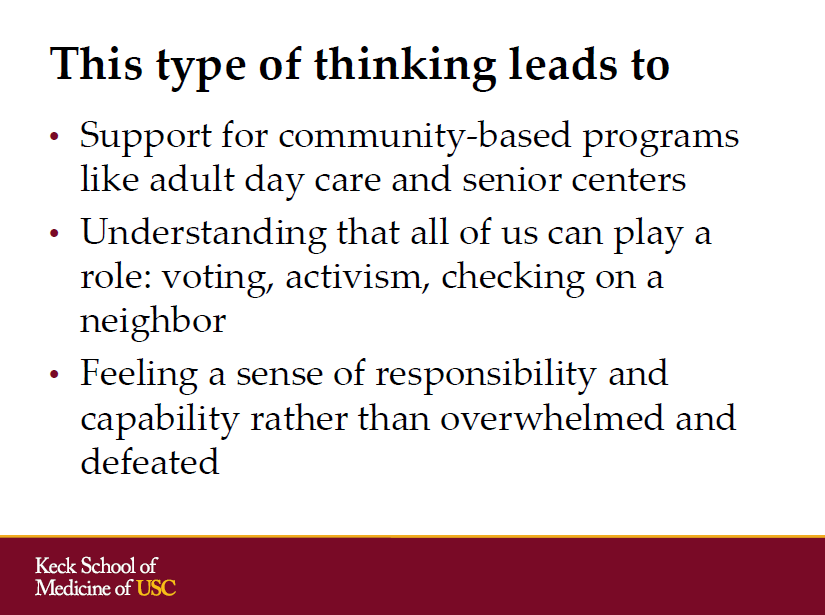 This type of thinking leads to
• Support for community-based programs
like adult day care and senior centers
• Understanding that all of us can play a
role: voting, activism, checking on a
neighbor
• Feeling a sense of responsibility and
capability rather than overwhelmed and
defeated
Keck School of
Medicine of USC